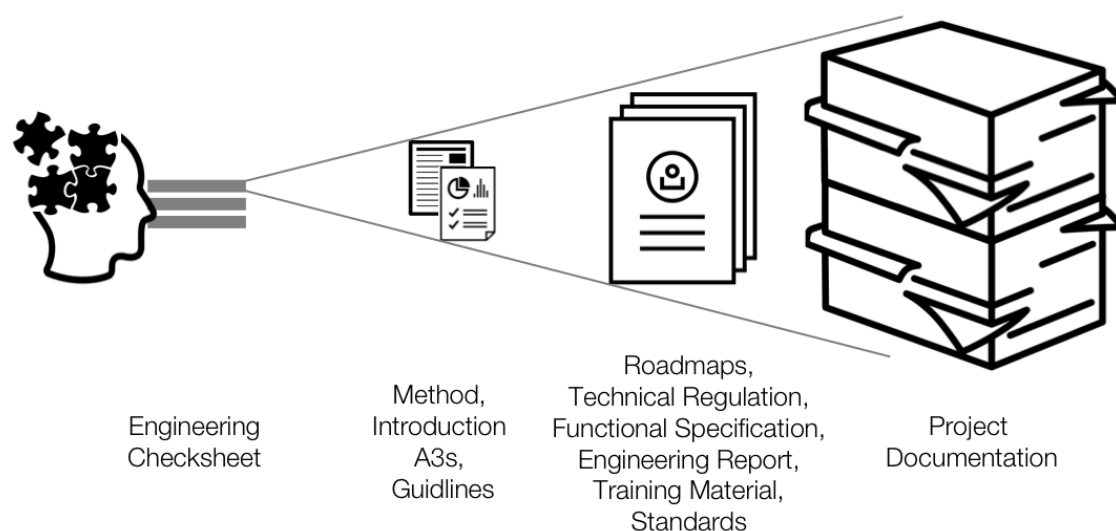 Engineering
Checksheet
Method,
Introduction
A3s,
Guidlines
Roadmaps,
Technical Regulation,
Functional Specification,
Engineering Report,
Training Material,
Standards
Project
Documentation